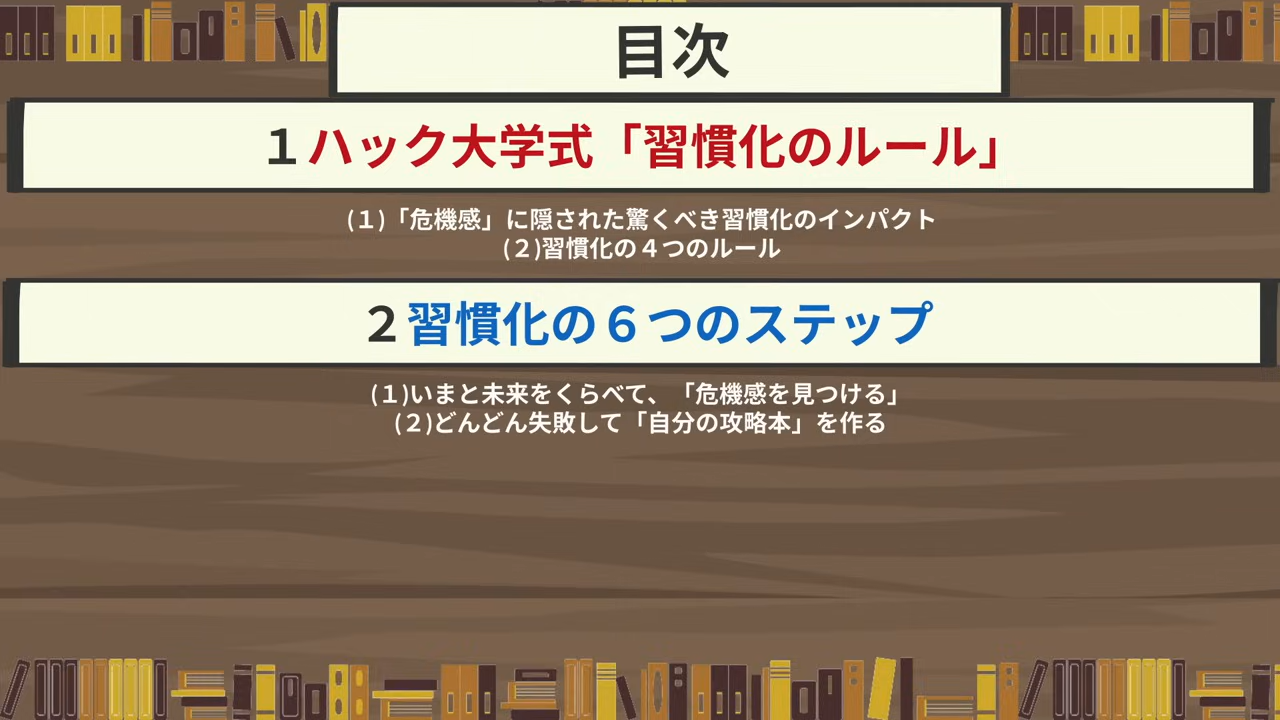 目次
１ハック大学式「習慣化のルール」
(１)「危機感」に隠された驚くべき習慣化のインパクト
(２)習慣化の４つのルール
２習慣化の６つのステップ
(１)いまと未来をくらべて、「危機感を見つける」
(２)どんどん失敗して「自分の攻略本」を作る